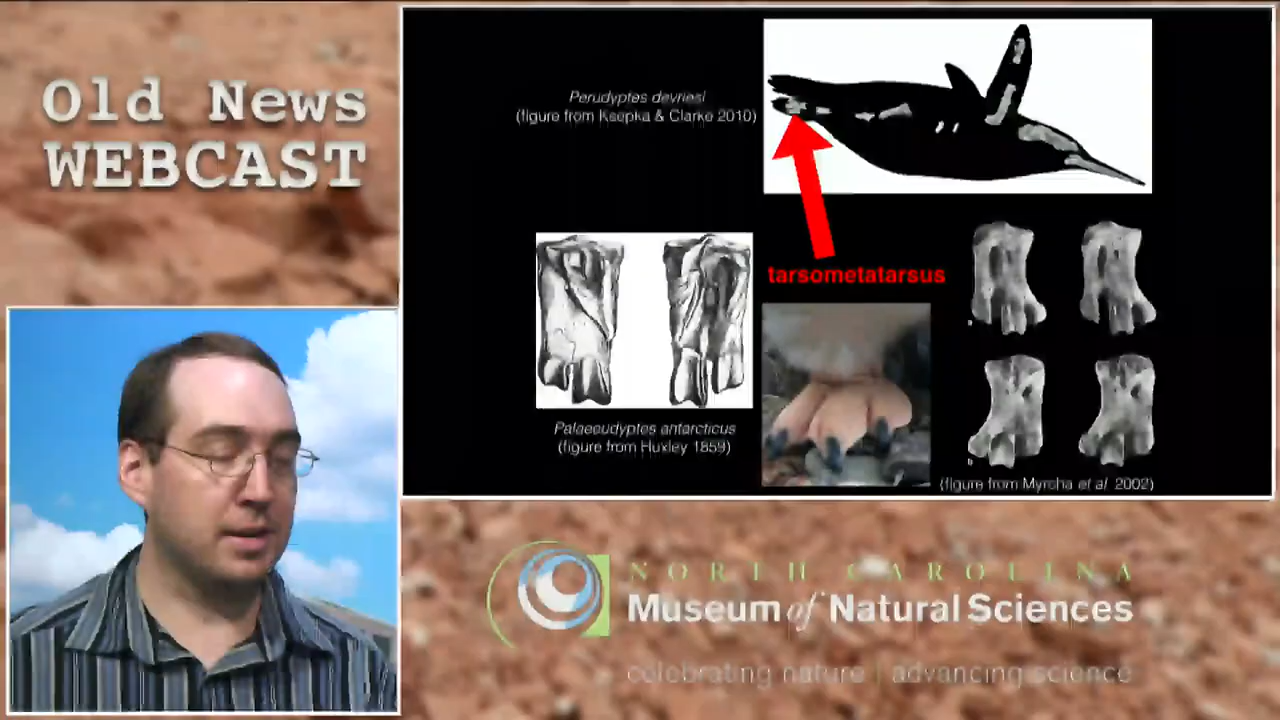 Old News
WEBCAST
Perudyptes devriesi
(figure from Ksepka & Clarke 2010)
tarsometatarsus
Palaeeudyptes antarcticus
(figure from Huxley 1859)
a
b
(figure from Myrcha et al. 2002)
NORTH CAROLINA
Museum of Natural Sciences
celebrating nature | advancing science